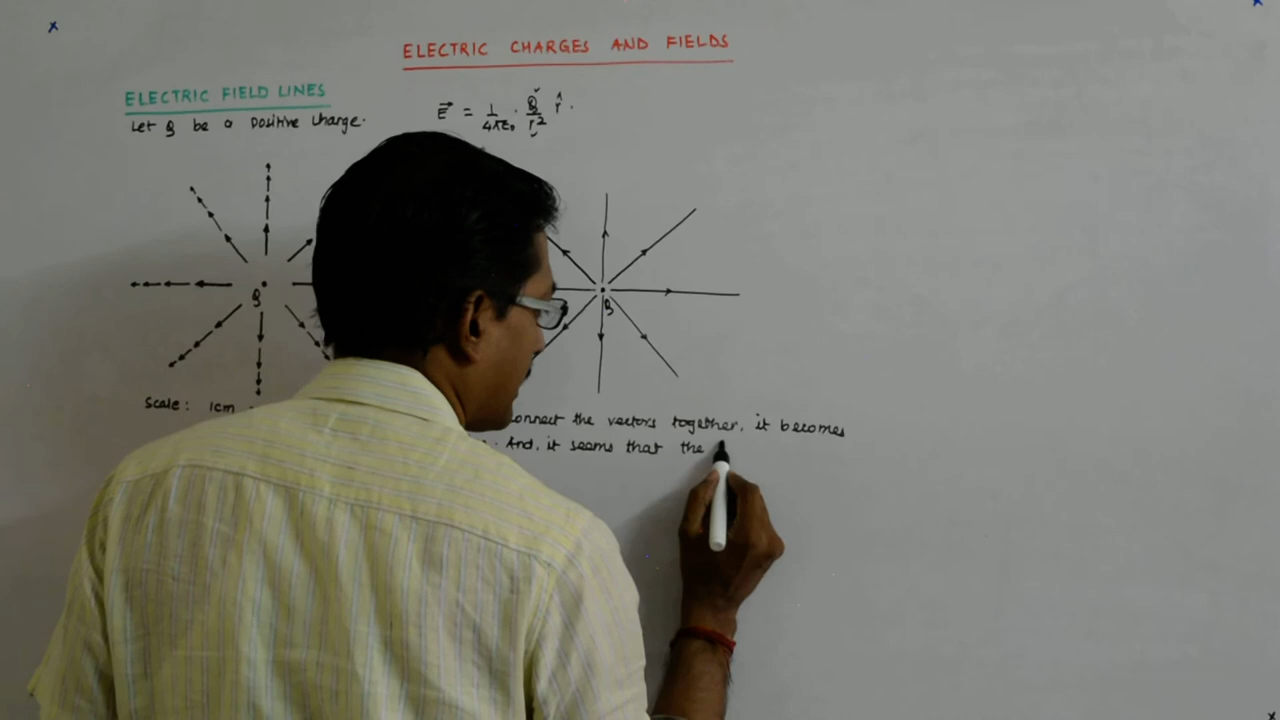 ELECTRIC CHARGES AND FIELDS
ELECTRIC FIELD LINES
Let Q be a positive charge.
E⃗ = 1/4πε₀ · Q/r² r̂ .
Q
Q
Scale: 1cm
connect the vectors together, it becomes
And, it seems that the